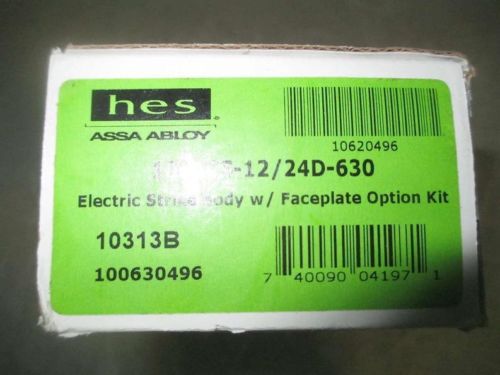 hes
ASSA ABLOY
10620496
-12/24D-630
Electric Strike Body w/ Faceplate Option Kit
10313B
100630496
7 40090 04197 1